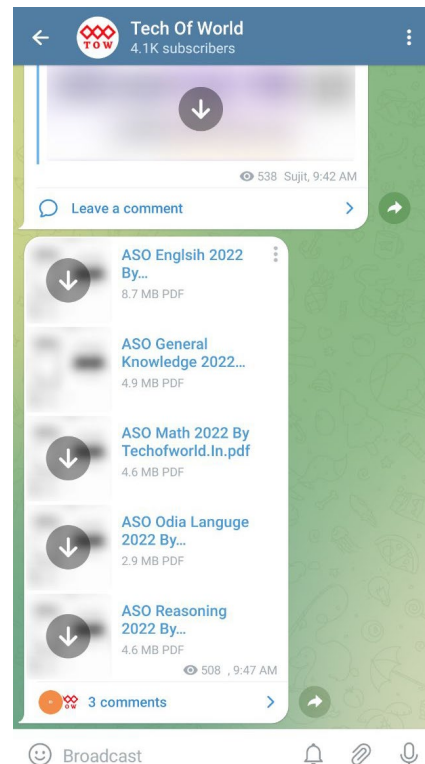 Tech Of World
TOW
4.1K subscribers
538 Sujit, 9:42 AM
Leave a comment
ASO Englsih 2022
By...
8.7 MB PDF
ASO General
Knowledge 2022...
4.9 MB PDF
ASO Math 2022 By
Techofworld.In.pdf
4.6 MB PDF
ASO Odia Languge
2022 By...
2.9 MB PDF
ASO Reasoning
2022 By...
4.6 MB PDF
508 , 9:47 AM
3 comments
Broadcast